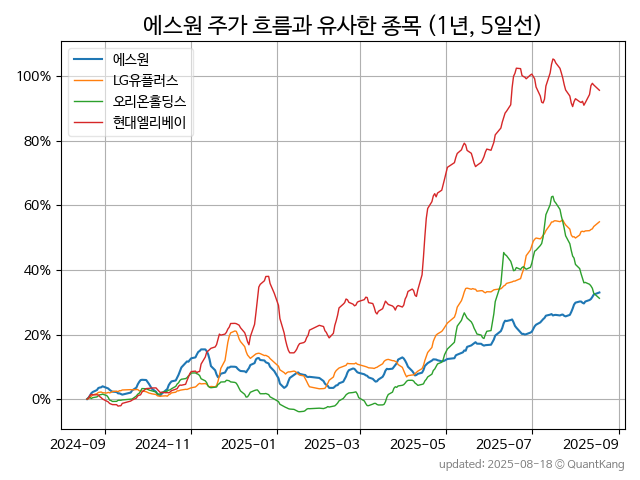 에스원 주가 흐름과 유사한 종목 (1년, 5일선)
에스원
LG유플러스
오리온홀딩스
현대엘리베이
100%
80%
60%
40%
20%
0%
2024-09 2024-11 2025-01 2025-03 2025-05 2025-07 2025-09
updated: 2025-08-18 © QuantKang